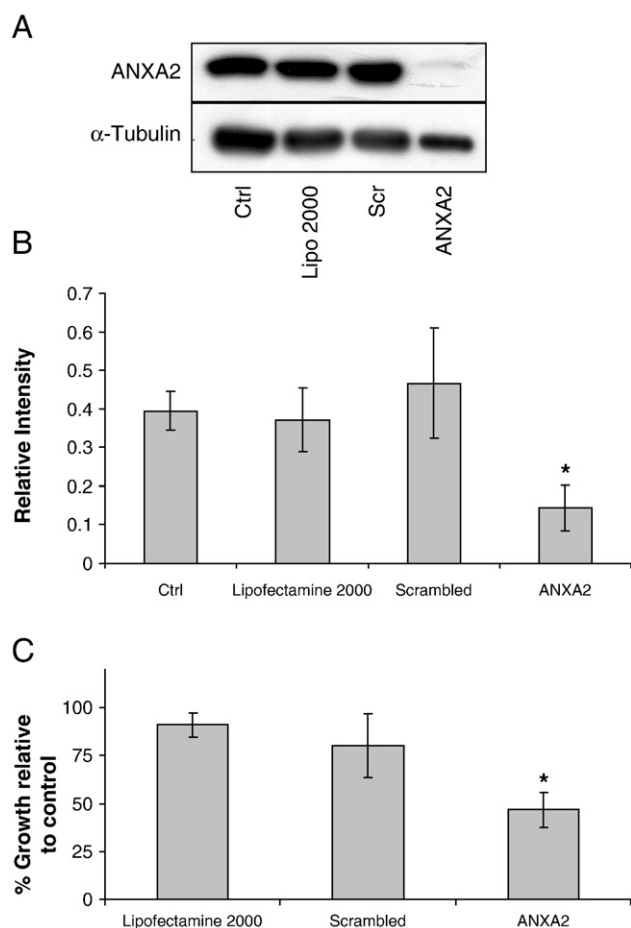 A
ANXA2
α-Tubulin
Ctrl
Lipo 2000
Scr
ANXA2
B
Relative Intensity
0.7
0.6
0.5
0.4
0.3
0.2
0.1
0
*
Ctrl
Lipofectamine 2000
Scrambled
ANXA2
C
% Growth relative
to control
100
75
50
25
0
*
Lipofectamine 2000
Scrambled
ANXA2